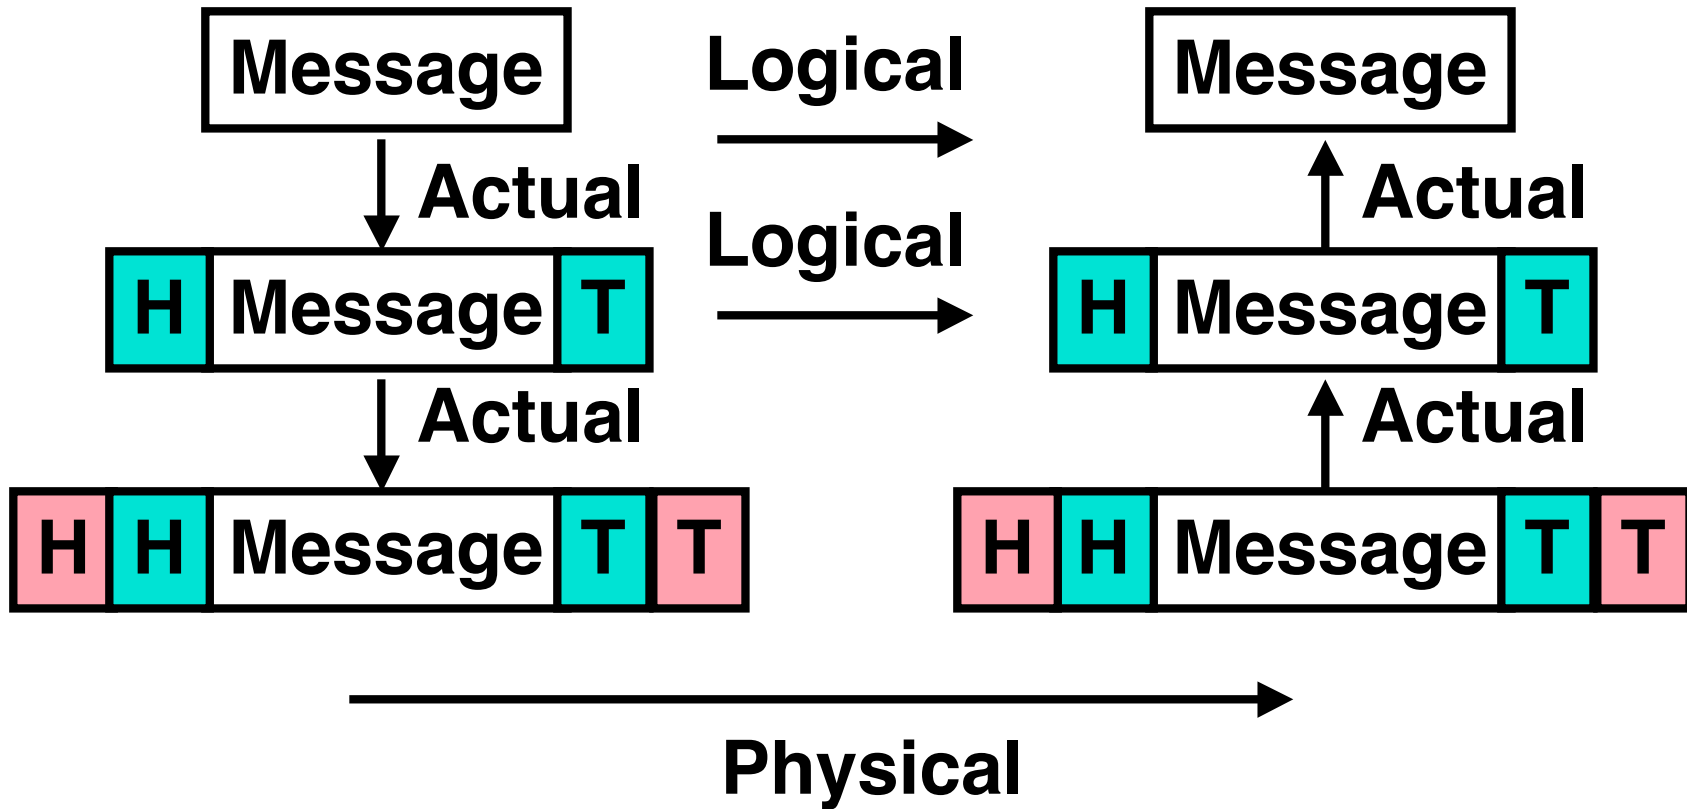 Message Logical Message
Actual Logical Actual
H Message T H Message T
Actual Actual
H H Message T T H H Message T T
Physical